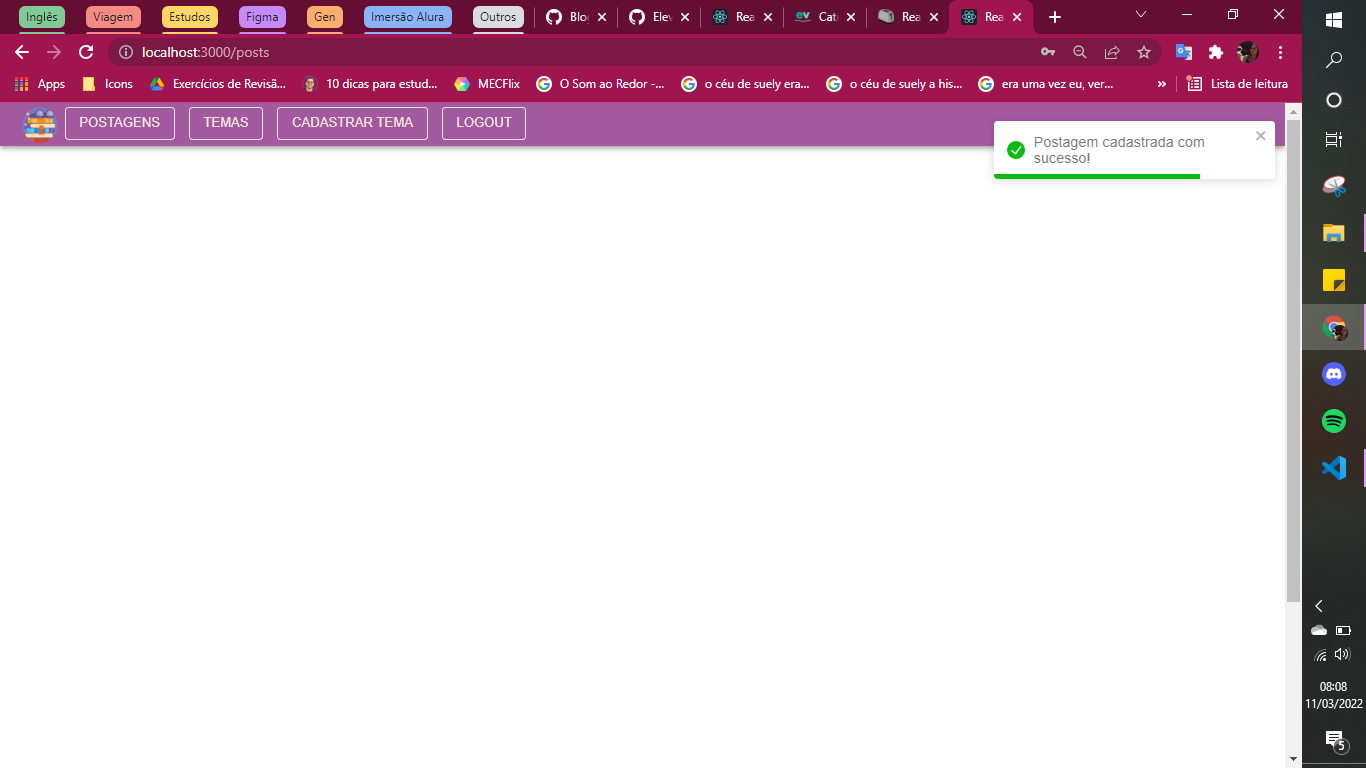 Inglês Viagem Estudos Figma Gen Imersão Alura Outros Blog Elev Rea Cate Rea Rea
localhost:3000/posts
Apps Icons Exercícios de Revisã... 10 dicas para estud... MECFlix O Som ao Redor -... o céu de suely era... o céu de suely a his... era uma vez eu, ver... » Lista de leitura
POSTAGENS TEMAS CADASTRAR TEMA LOGOUT
Postagem cadastrada com
sucesso!
08:08
11/03/2022
5